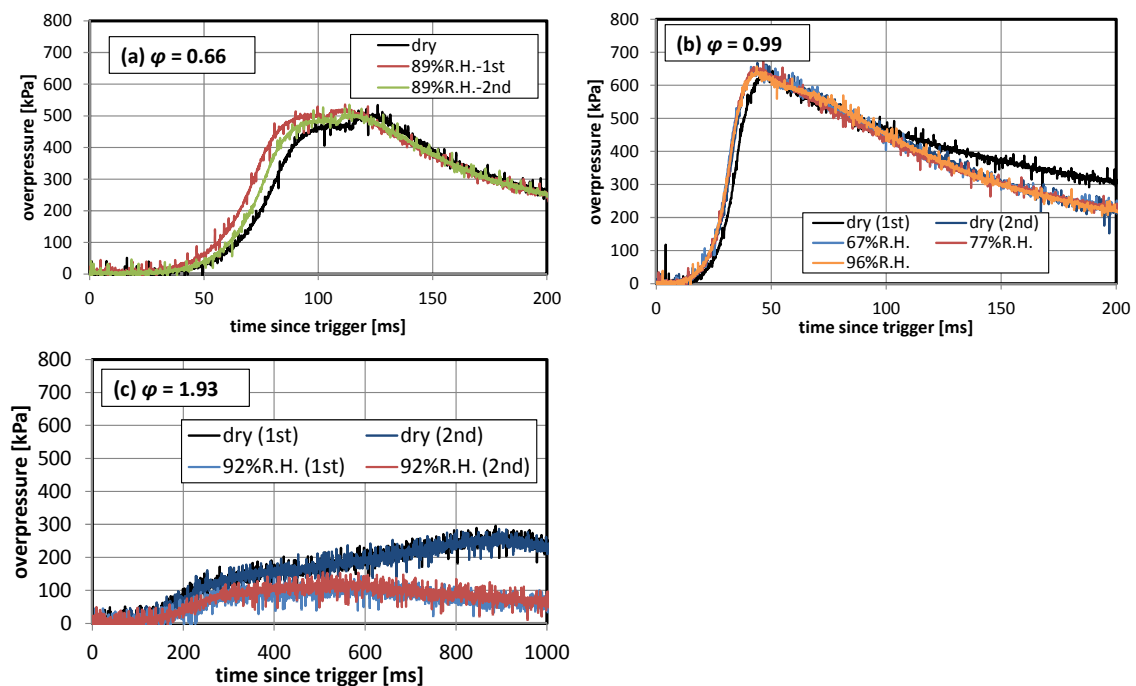 (a) φ = 0.66
dry
89%R.H.-1st
89%R.H.-2nd
overpressure [kPa]
800
700
600
500
400
300
200
100
0
0 50 100 150 200
time since trigger [ms]
(b) φ = 0.99
overpressure [kPa]
800
700
600
500
400
300
200
100
0
dry (1st) dry (2nd)
67%R.H. 77%R.H.
96%R.H.
0 50 100 150 200
time since trigger [ms]
(c) φ = 1.93
overpressure [kPa]
800
700
600
500
400
300
200
100
0
dry (1st) dry (2nd)
92%R.H. (1st) 92%R.H. (2nd)
0 200 400 600 800 1000
time since trigger [ms]